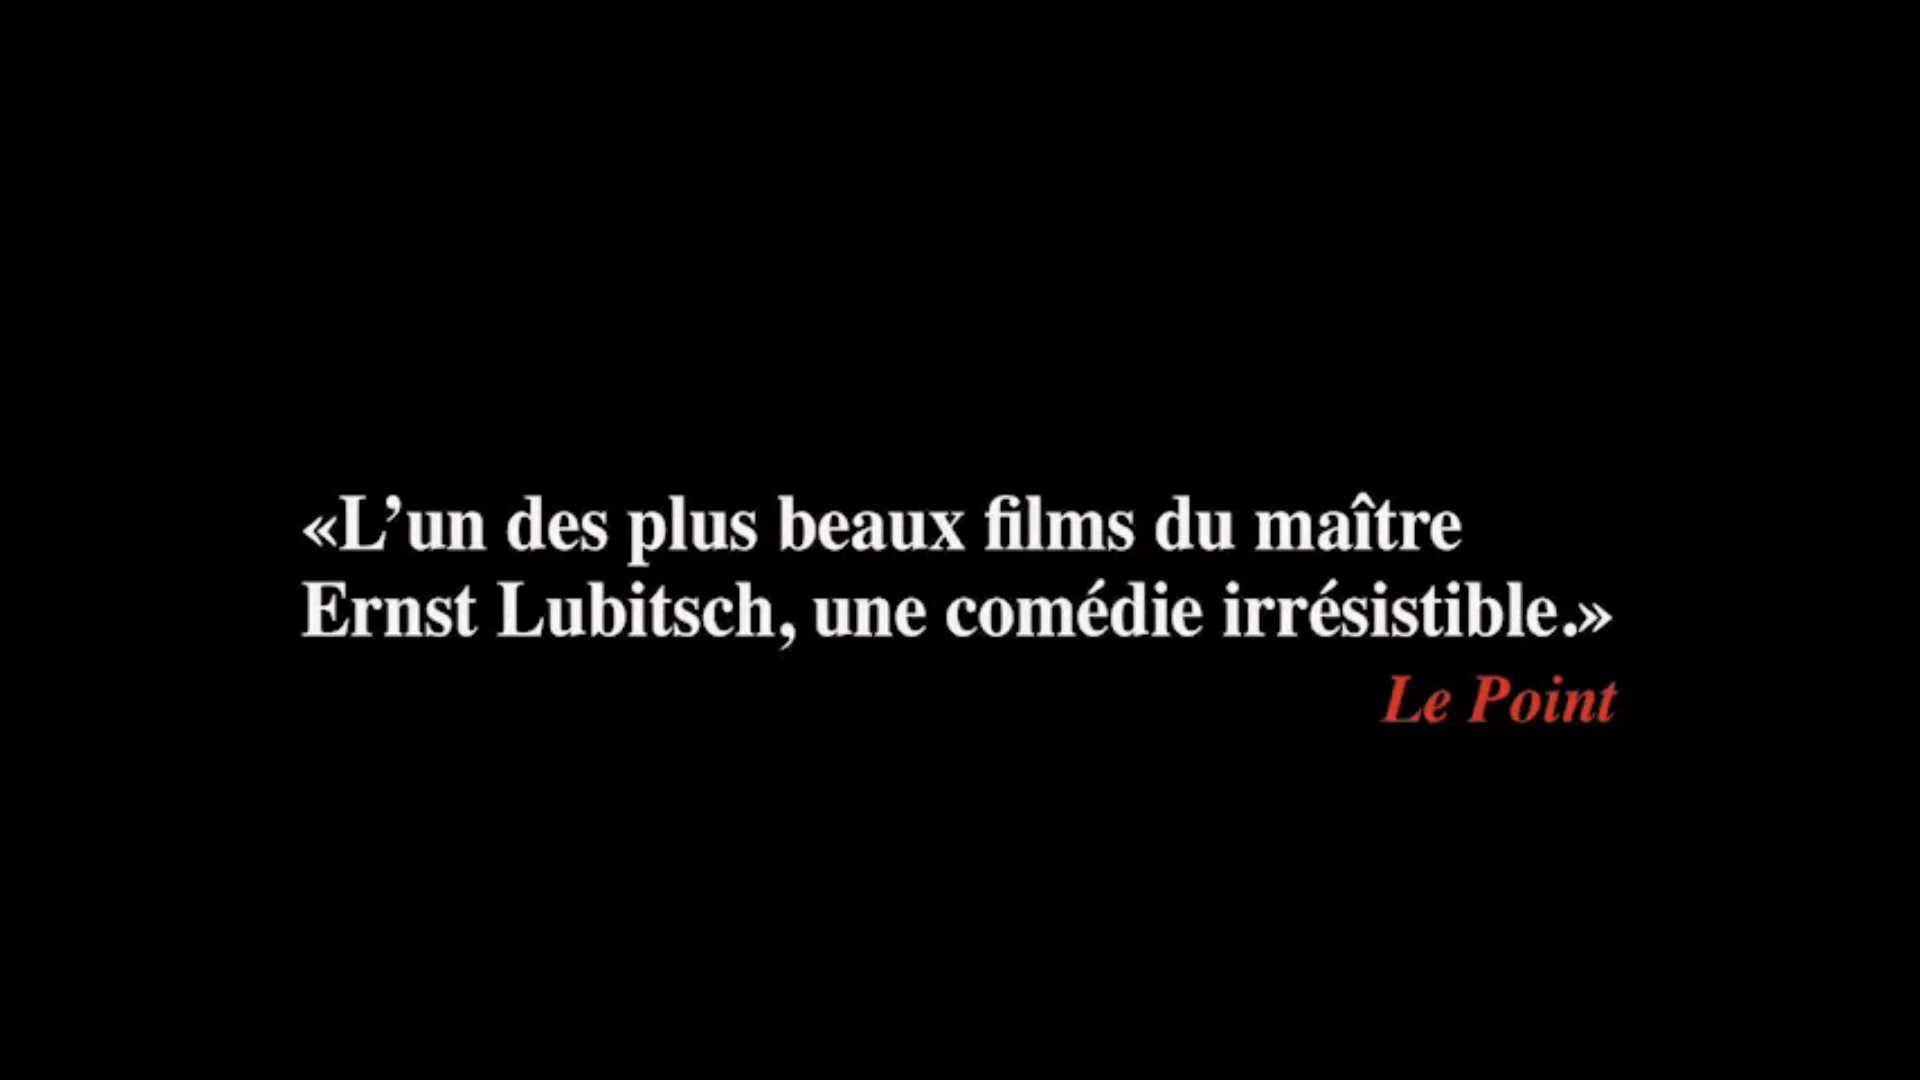 «L’un des plus beaux films du maître
Ernst Lubitsch, une comédie irrésistible.»
Le Point